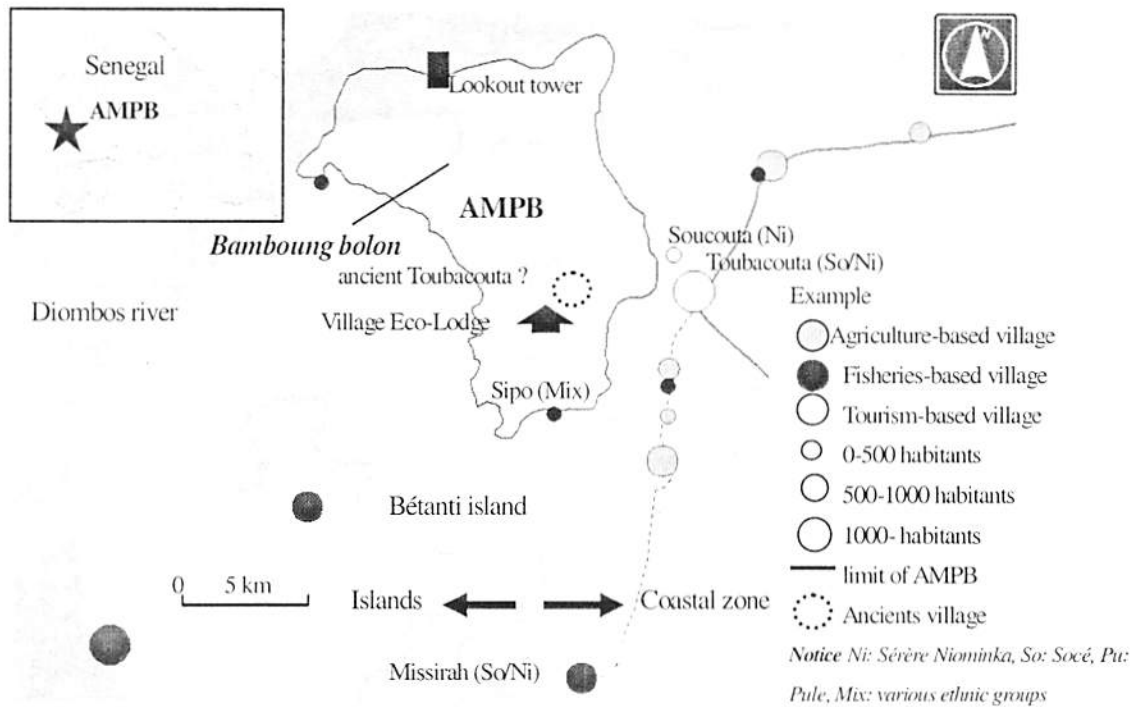 Senegal
AMPB
Lookout tower
N
AMPB
Bamboung bolon
Soucouta (Ni)
Toubacouta (So/Ni)
ancient Toubacouta ?
Diombos river
Village Eco-Lodge
Sipo (Mix)
Example
Agriculture-based village
Fisheries-based village
Tourism-based village
0-500 habitants
500-1000 habitants
1000- habitants
limit of AMPB
Ancients village
Bétanti island
0 5 km
Islands
Coastal zone
Missirah (So/Ni)
Notice Ni: Sérère Niominka, So: Socé, Pu:
Pule, Mix: various ethnic groups